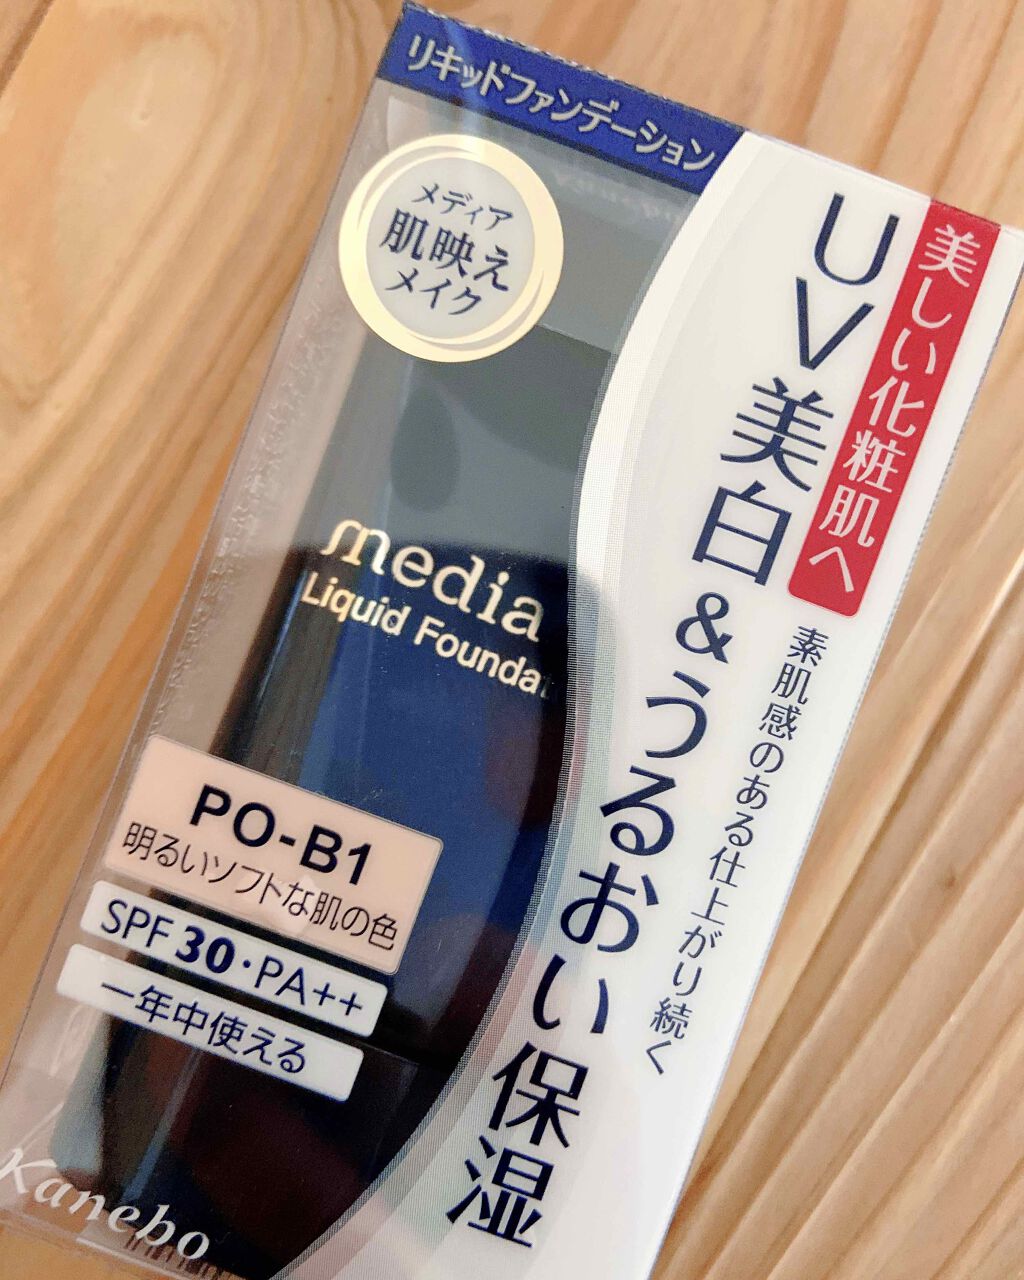 リキッドファンデーション
メディア
肌映え
メイク
美しい化粧肌へ
UV美白&うるおい保湿
素肌感のある仕上がり続く
media
Liquid Foundat
PO-B1
明るいソフトな肌の色
SPF30・PA++
一年中使える
Kanebo